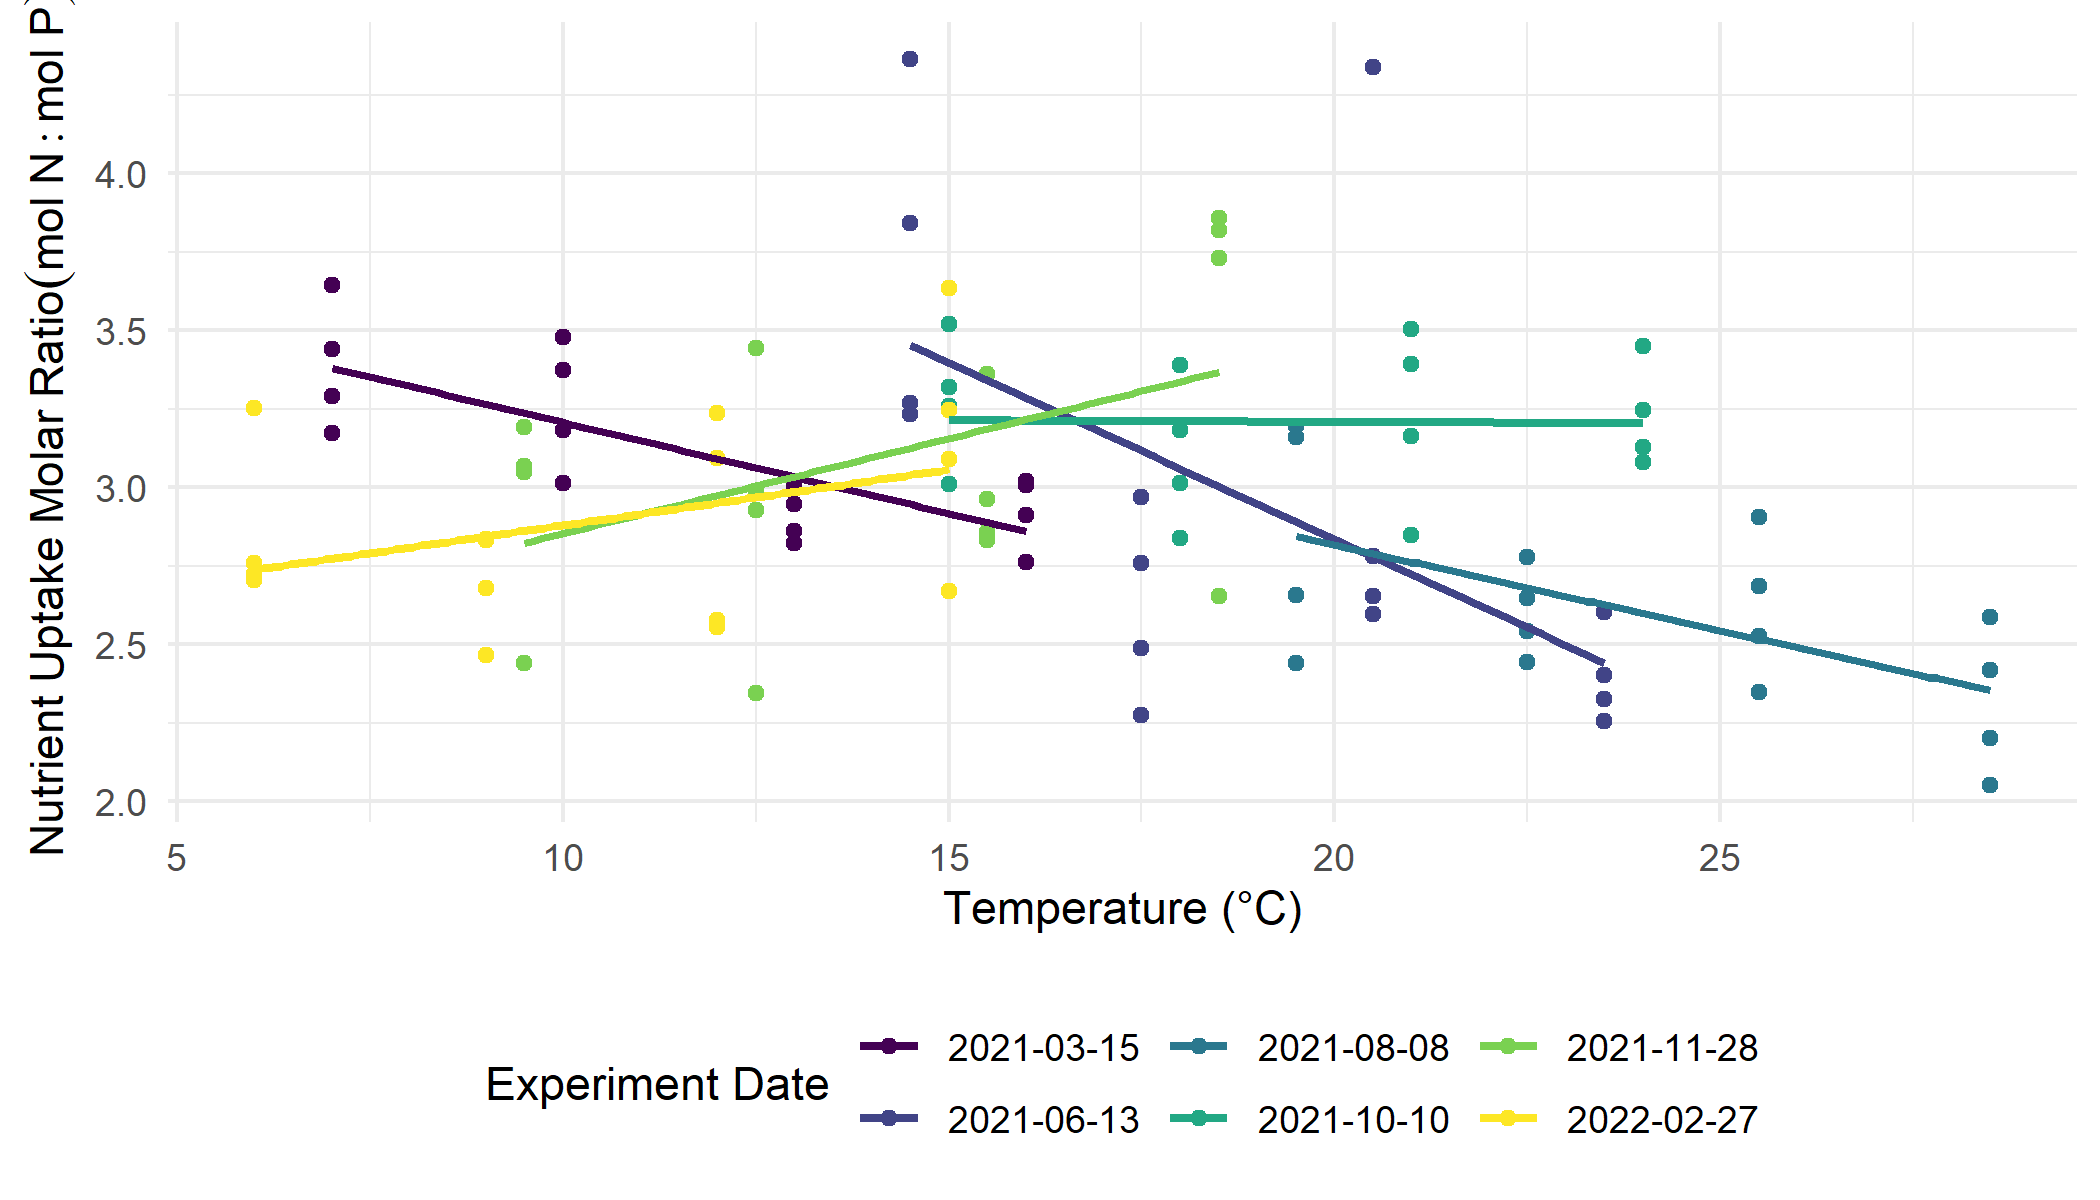 Nutrient Uptake Molar Ratio(mol N : mol P)
4.0
3.5
3.0
2.5
2.0
5 10 15 20 25
Temperature (°C)
Experiment Date
2021-03-15 2021-08-08 2021-11-28
2021-06-13 2021-10-10 2022-02-27